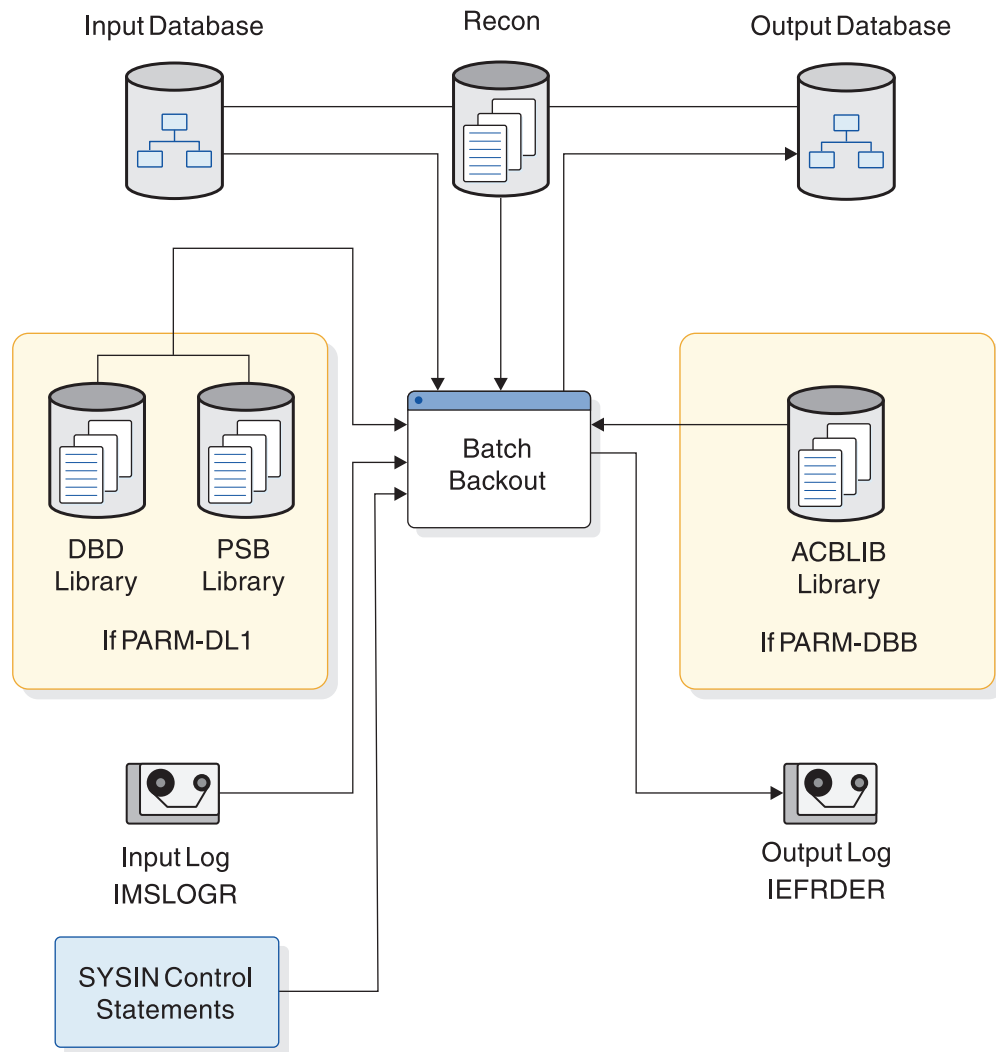 Input Database
Recon
Output Database
Batch
Backout
DBD
Library
PSB
Library
If PARM-DL1
ACBLIB
Library
If PARM-DBB
Input Log
IMSLOGR
Output Log
IEFRDER
SYSIN Control
Statements